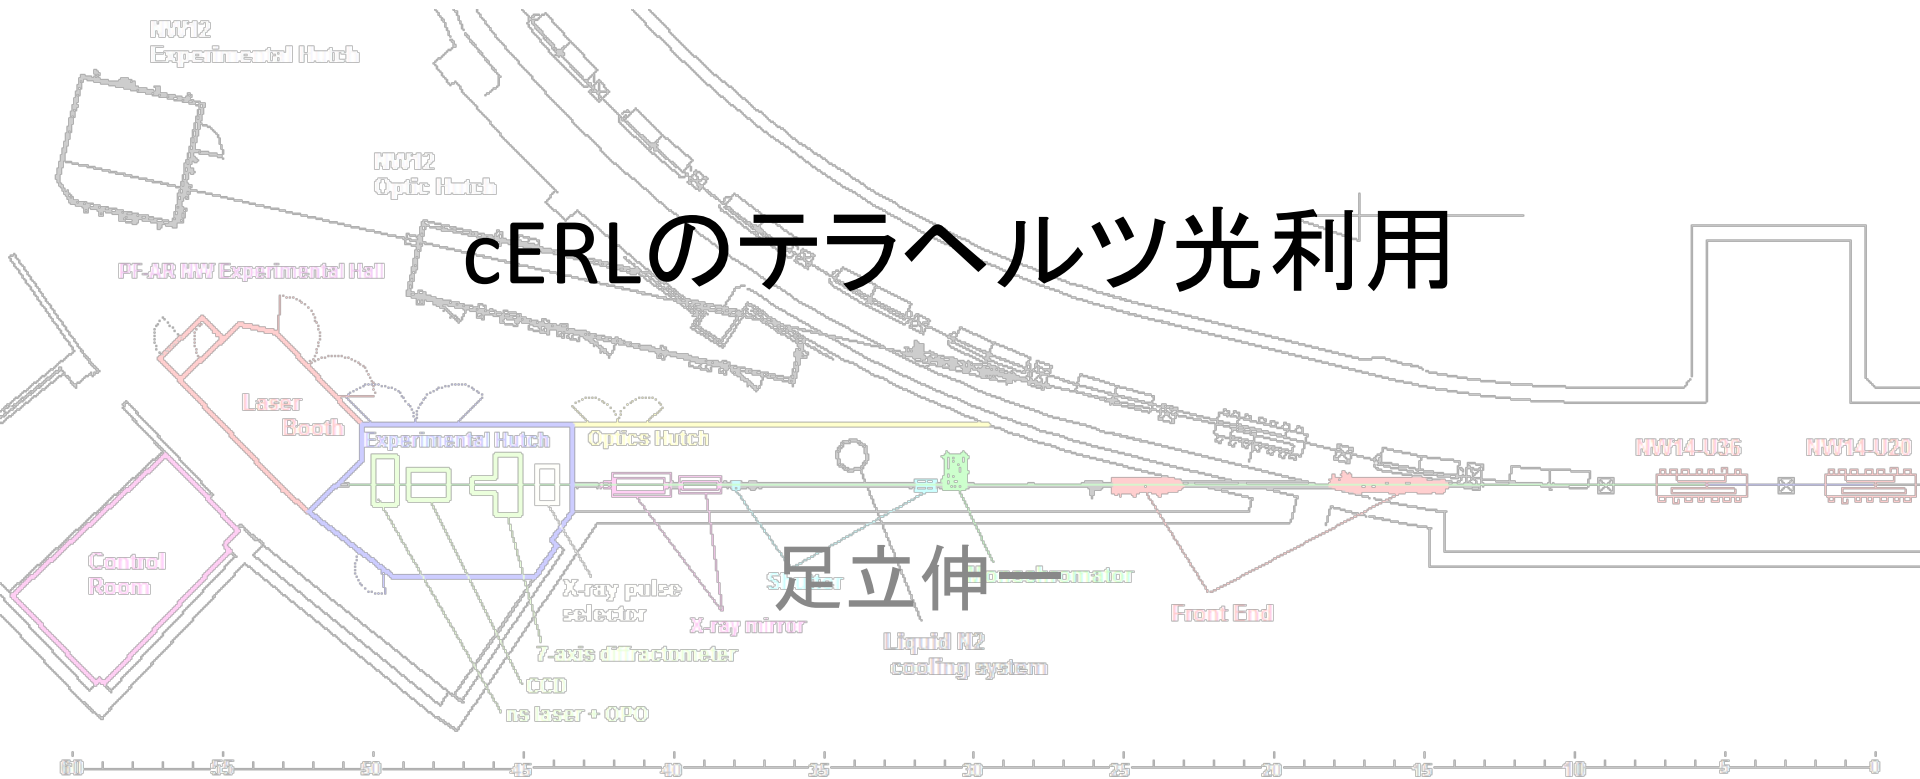 NW12
Experimental Hutch
NW12
Optic Hutch
cERLのテラヘルツ光利用
PF-AR NW Experimental Hall
Laser
Booth
Experimental Hutch
Optics Hutch
NW14-U36
NW14-U20
Control
Room
X-ray pulse
selector
Shutter
足立伸一
Monochromator
X-ray mirror
Front End
Liquid N2
cooling system
7-axis diffractometer
CCD
ns laser + OPO
60 55 50 45 40 35 30 25 20 15 10 5 0